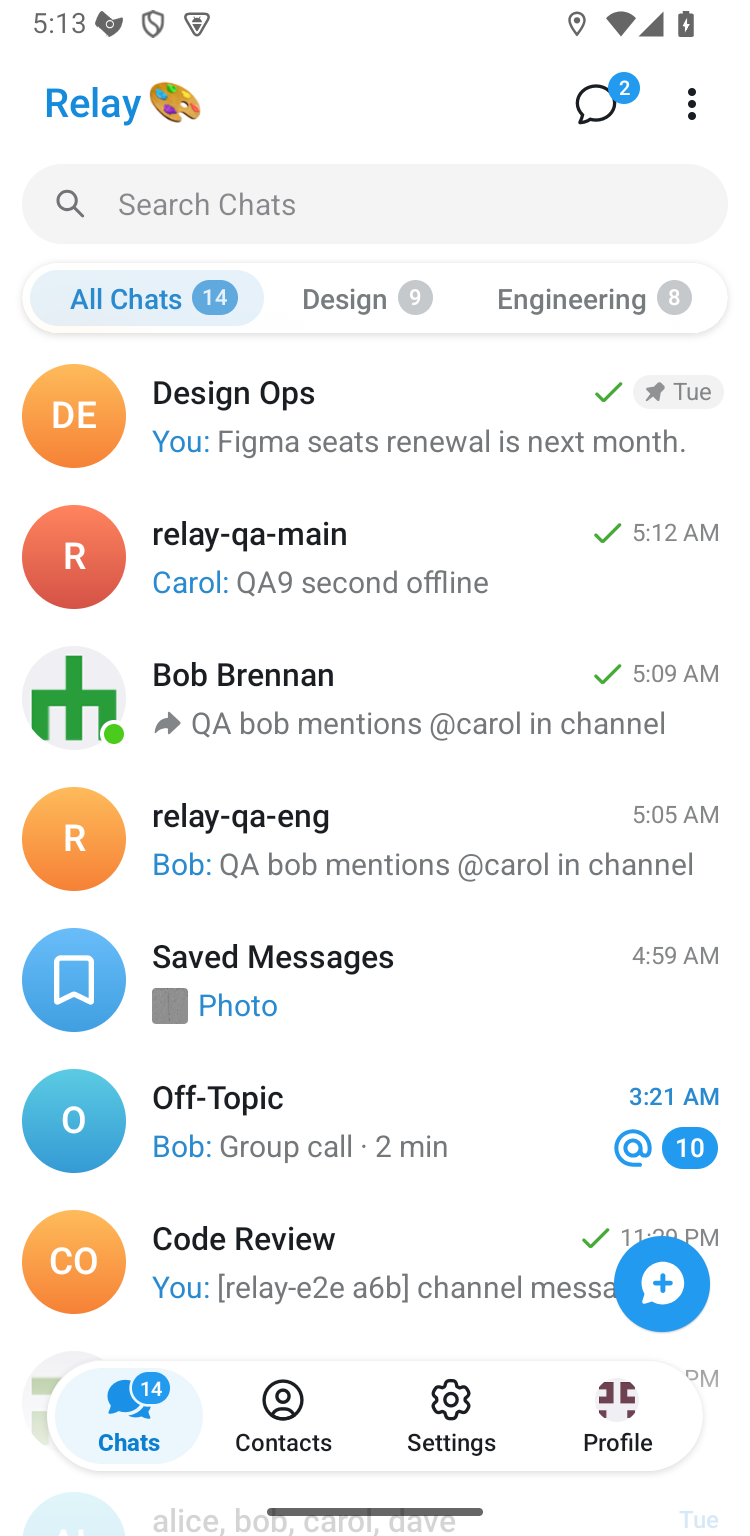 5:13
Relay
2
Search Chats
All Chats 14 Design 9 Engineering 8
DE
Design Ops
Tue
You: Figma seats renewal is next month.
R
relay-qa-main
5:12 AM
Carol: QA9 second offline
Bob Brennan
5:09 AM
QA bob mentions @carol in channel
R
relay-qa-eng
5:05 AM
Bob: QA bob mentions @carol in channel
Saved Messages
4:59 AM
Photo
O
Off-Topic
3:21 AM
Bob: Group call · 2 min
10
CO
Code Review
PM
You: [relay-e2e a6b] channel messa
PM
14
Chats Contacts Settings Profile
alice, bob, carol, dave
Tue